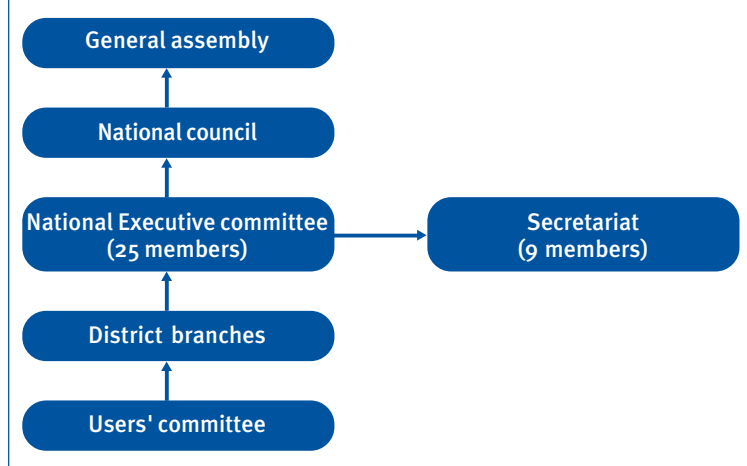 General assembly
National council
National Executive committee
(25 members)
Secretariat
(9 members)
District branches
Users' committee